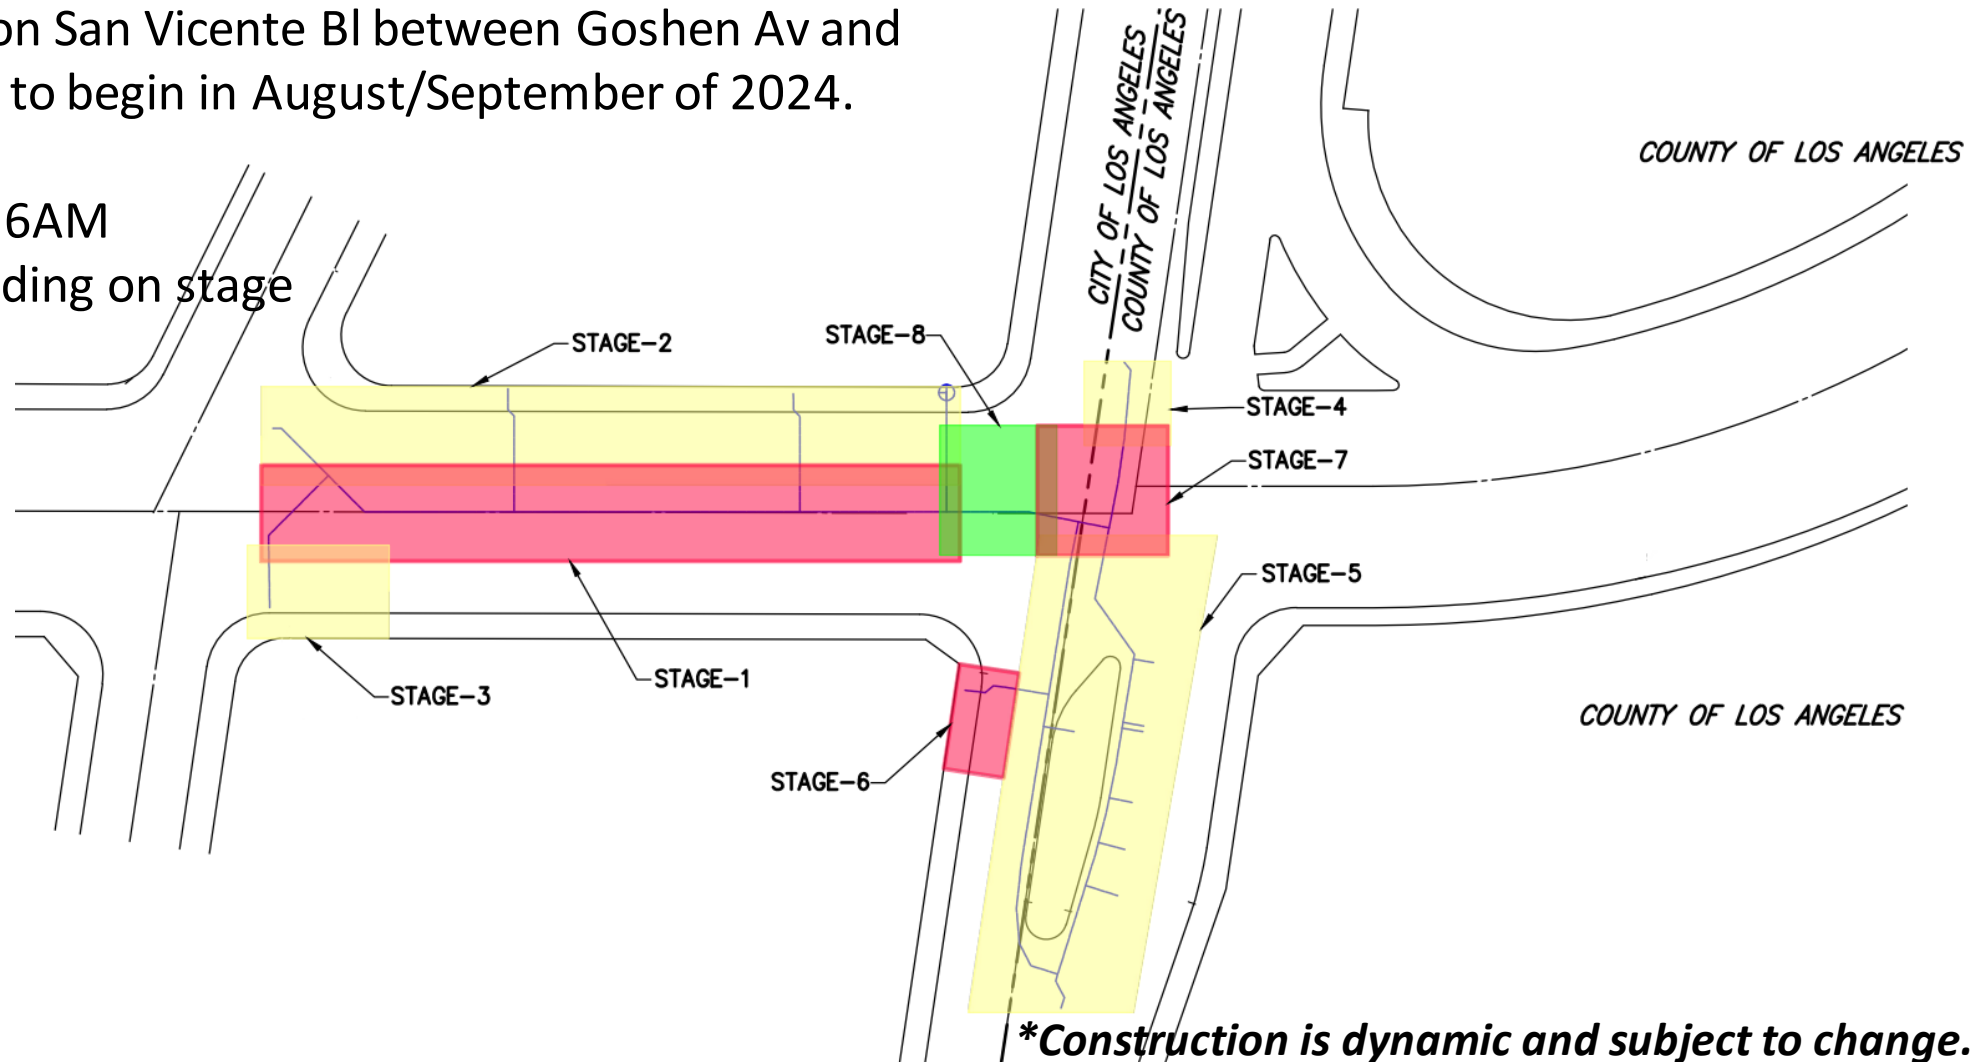 on San Vicente Bl between Goshen Av and
to begin in August/September of 2024.
6AM
ding on stage
CITY OF LOS ANGELES
COUNTY OF LOS ANGELES
COUNTY OF LOS ANGELES
STAGE-2
STAGE-8
STAGE-4
STAGE-7
STAGE-5
STAGE-1
STAGE-3
STAGE-6
COUNTY OF LOS ANGELES
*Construction is dynamic and subject to change.